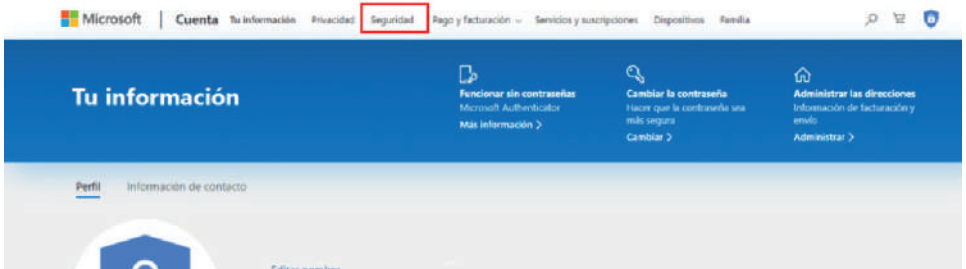 Microsoft | Cuenta Tu información Privacidad Seguridad Pago y facturación Servicios y suscripciones Dispositivos Familia
Tu información
Funcionar sin contraseñas
Microsoft Authenticator
Más información >
Cambiar la contraseña
Hacer que la contraseña sea
más segura
Cambiar >
Administrar las direcciones
Información de facturación y
envío
Administrar >
Perfil Información de contacto
Editar nombre